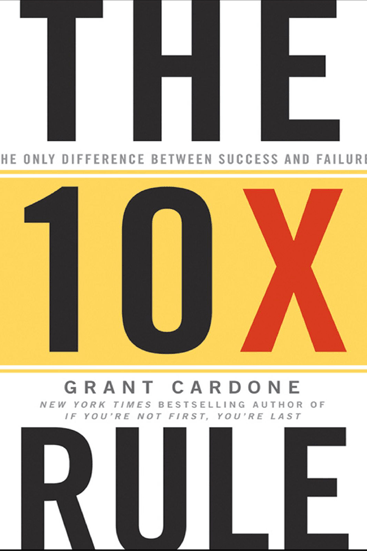 THE
HE ONLY DIFFERENCE BETWEEN SUCCESS AND FAILURE
10X
GRANT CARDONE
NEW YORK TIMES BESTSELLING AUTHOR OF
IF YOU'RE NOT FIRST, YOU'RE LAST
RULE